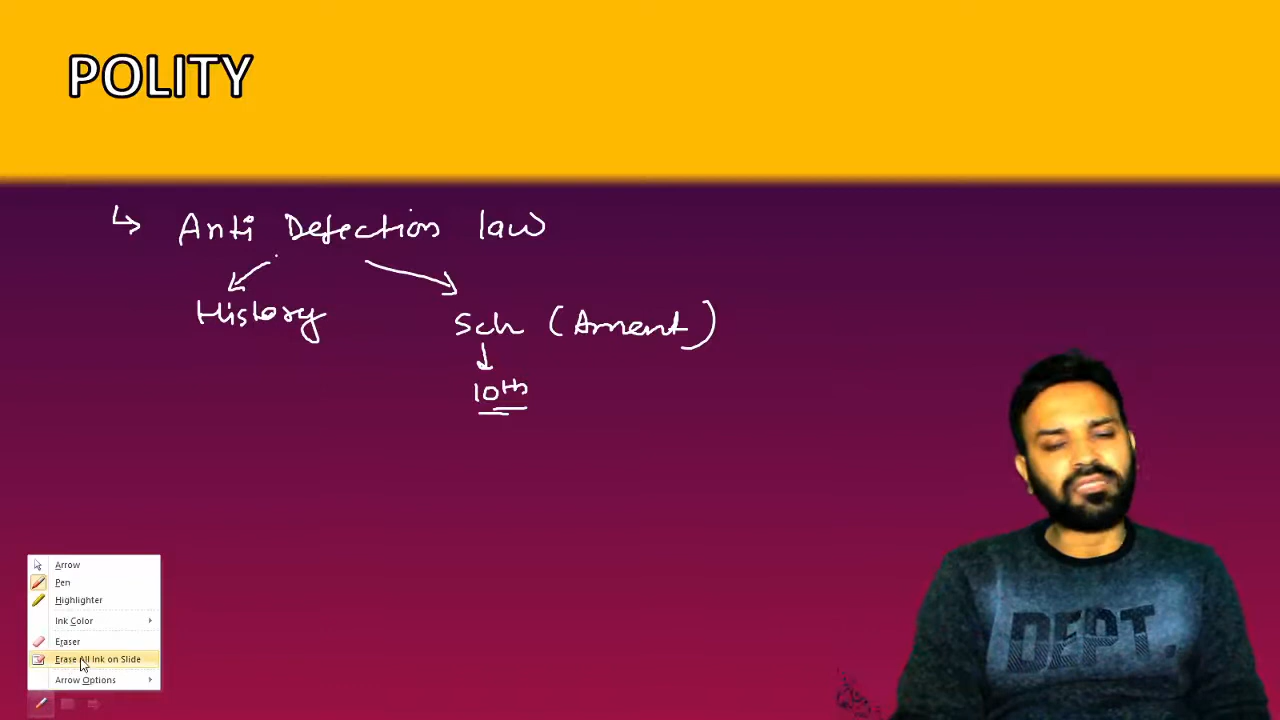 POLITY
↳ Anti Defection law
History Sch (Ament)
10th
Arrow
Pen
Highlighter
Ink Color
Eraser
Erase All Ink on Slide
Arrow Options
DEPT.